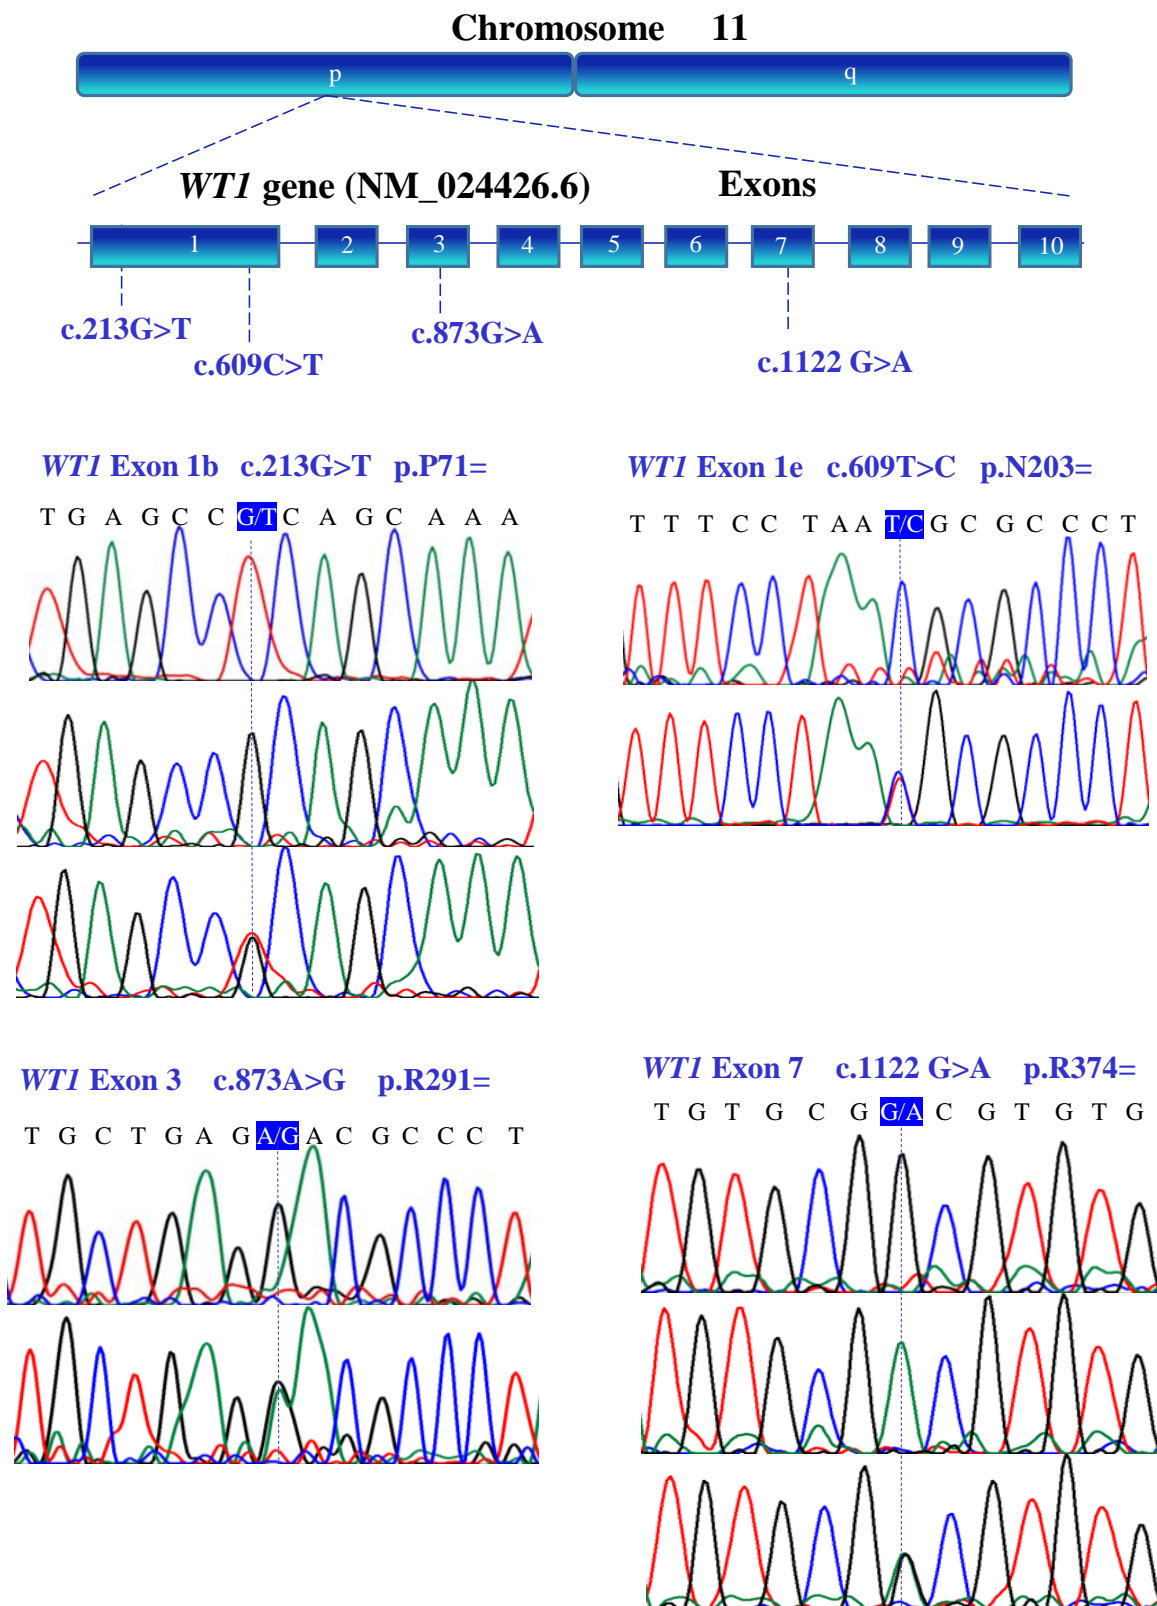 Chromosome 11
p q
WT1 gene (NM_024426.6) Exons
1 2 3 4 5 6 7 8 9 10
c.213G>T
c.609C>T
c.873G>A
c.1122 G>A
WT1 Exon 1b c.213G>T p.P71=
T G A G C C G/T C A G C A A A
WT1 Exon 1e c.609T>C p.N203=
T T T C C T A A T/C G C G C C C T
WT1 Exon 3 c.873A>G p.R291=
T G C T G A G A/G A C G C C C T
WT1 Exon 7 c.1122 G>A p.R374=
T G T G C G G/A C G T G T G